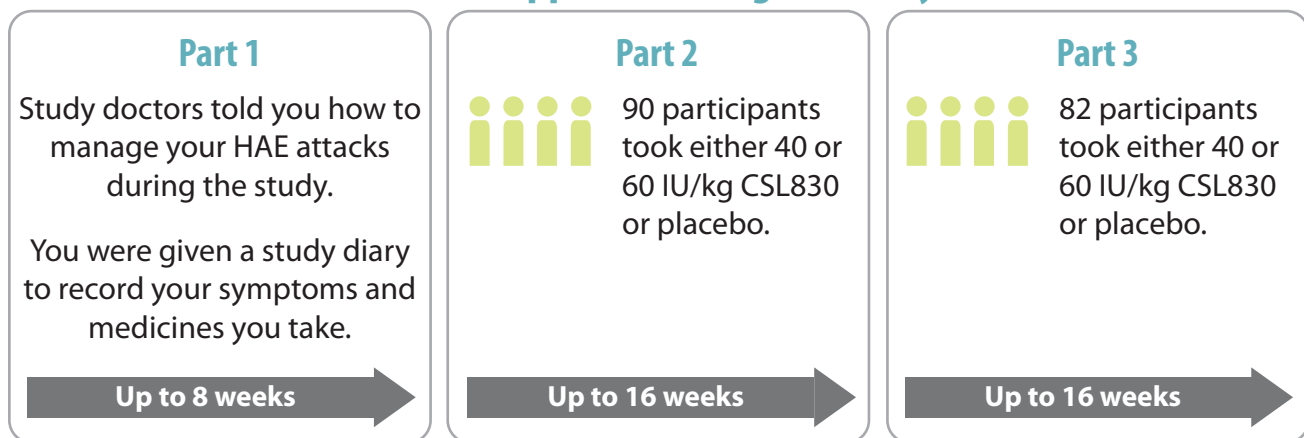 Part 1
Study doctors told you how to
manage your HAE attacks
during the study.
You were given a study diary
to record your symptoms and
medicines you take.
Up to 8 weeks
Part 2
90 participants
took either 40 or
60 IU/kg CSL830
or placebo.
Up to 16 weeks
Part 3
82 participants
took either 40 or
60 IU/kg CSL830
or placebo.
Up to 16 weeks